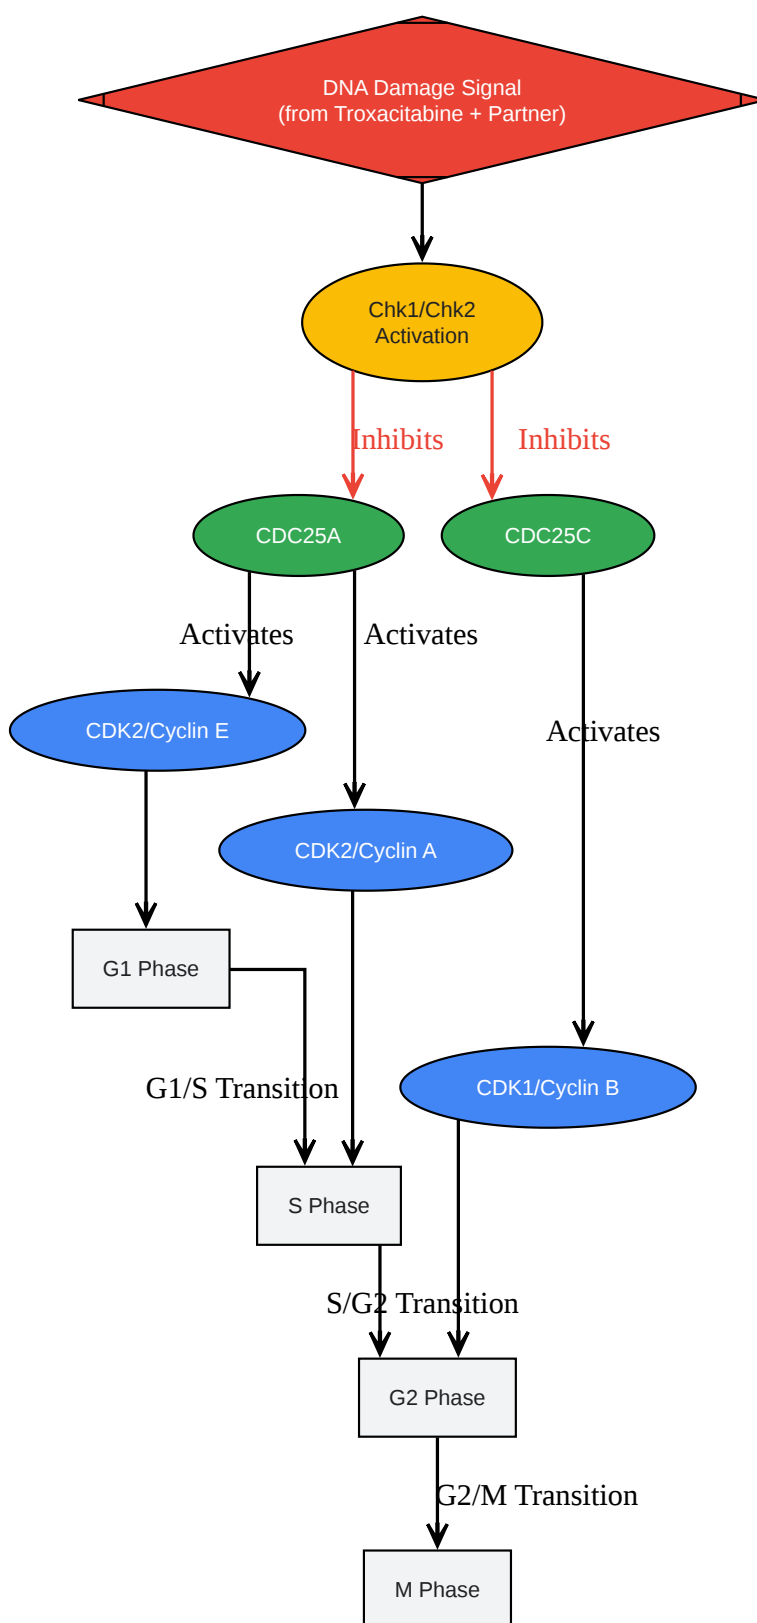 DNA Damage Signal
(from Troxacitabine + Partner)
Chk1/Chk2
Activation
Inhibits
Inhibits
CDC25A
CDC25C
Activates
Activates
CDK2/Cyclin E
Activates
CDK2/Cyclin A
G1 Phase
G1/S Transition
CDK1/Cyclin B
S Phase
S/G2 Transition
G2 Phase
G2/M Transition
M Phase